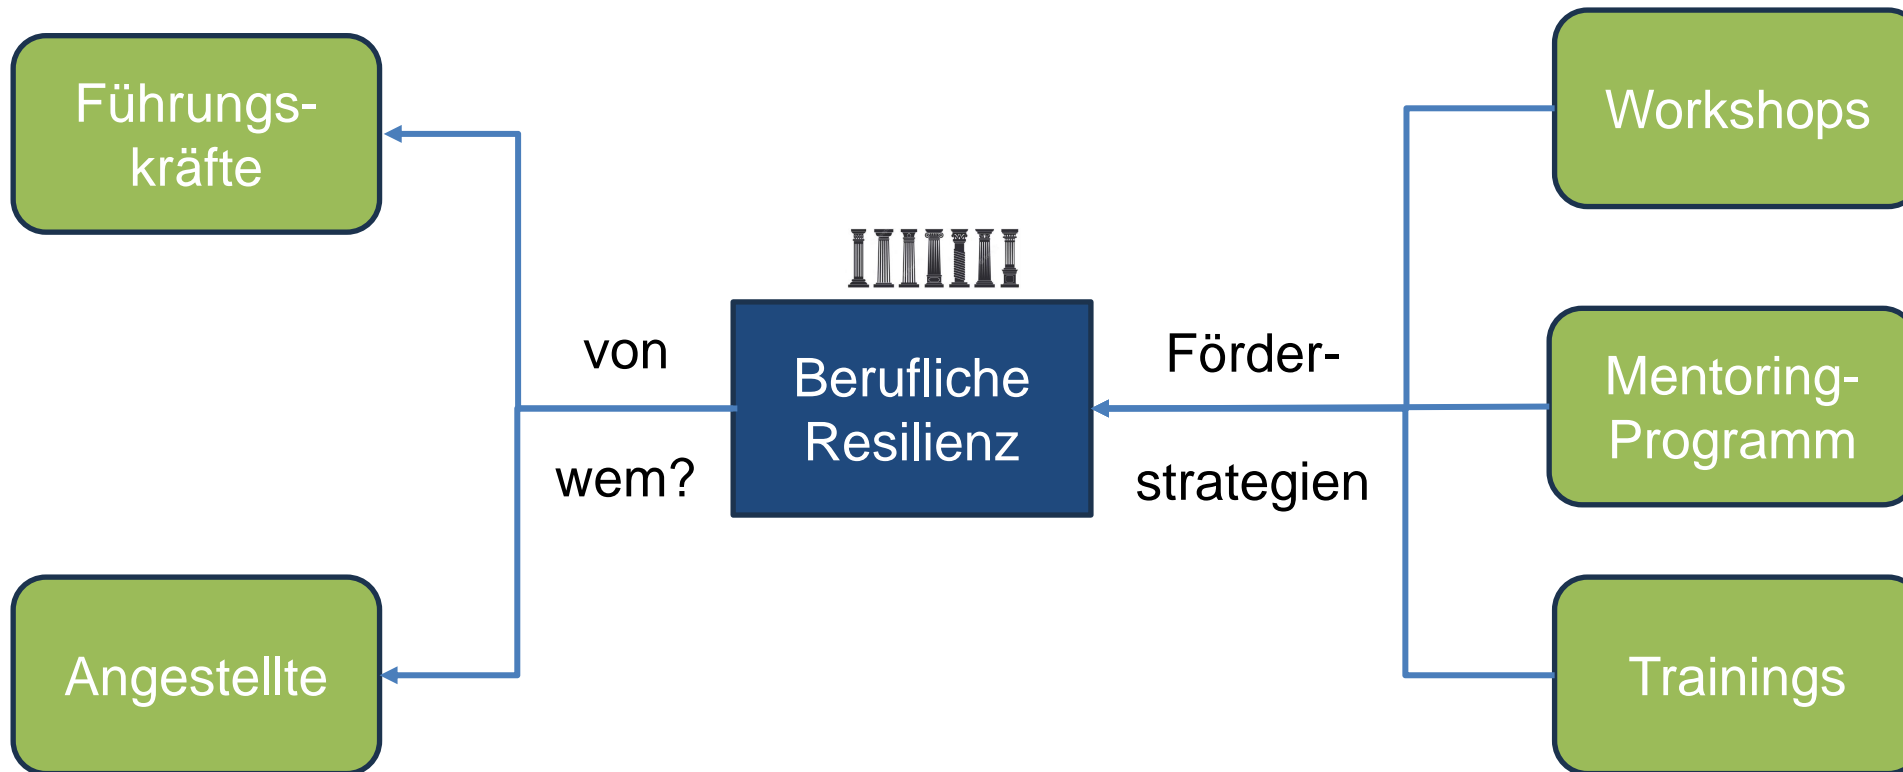 Führungs-
kräfte
Angestellte
von
wem?
Berufliche
Resilienz
Förder-
strategien
Workshops
Mentoring-
Programm
Trainings